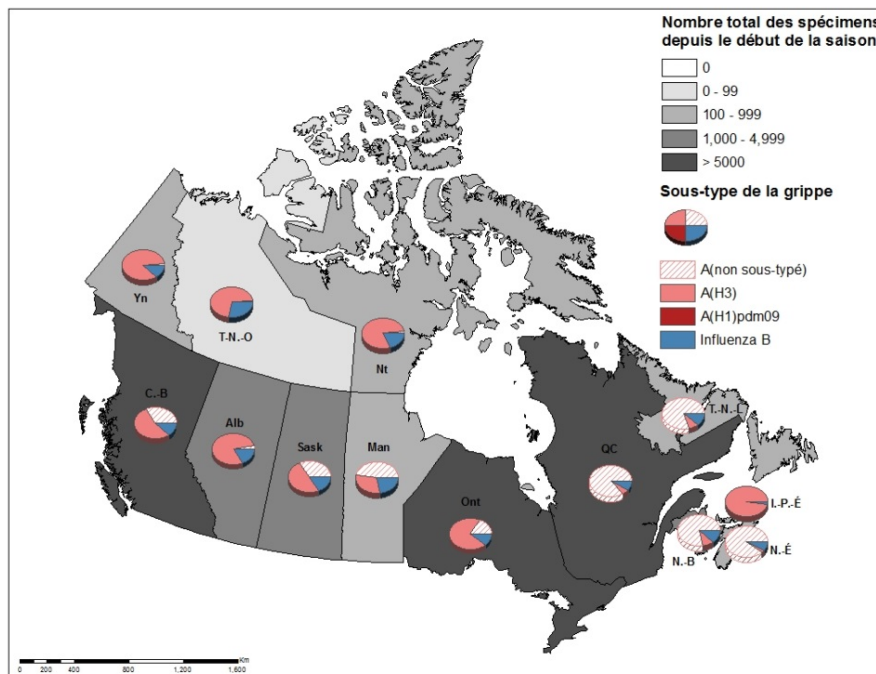 Nombre total des spécimens
depuis le début de la saison
0
0 - 99
100 - 999
1,000 - 4,999
> 5000
Sous-type de la grippe
A(non sous-typé)
A(H3)
A(H1)pdm09
Influenza B
Yn
T-N.-O
Nt
C.-B
Alb
Sask
Man
Ont
QC
T.-N.-L
I.-P.-É
N.-B
N.-É
Km
0 200 400 800 1,200 1,600